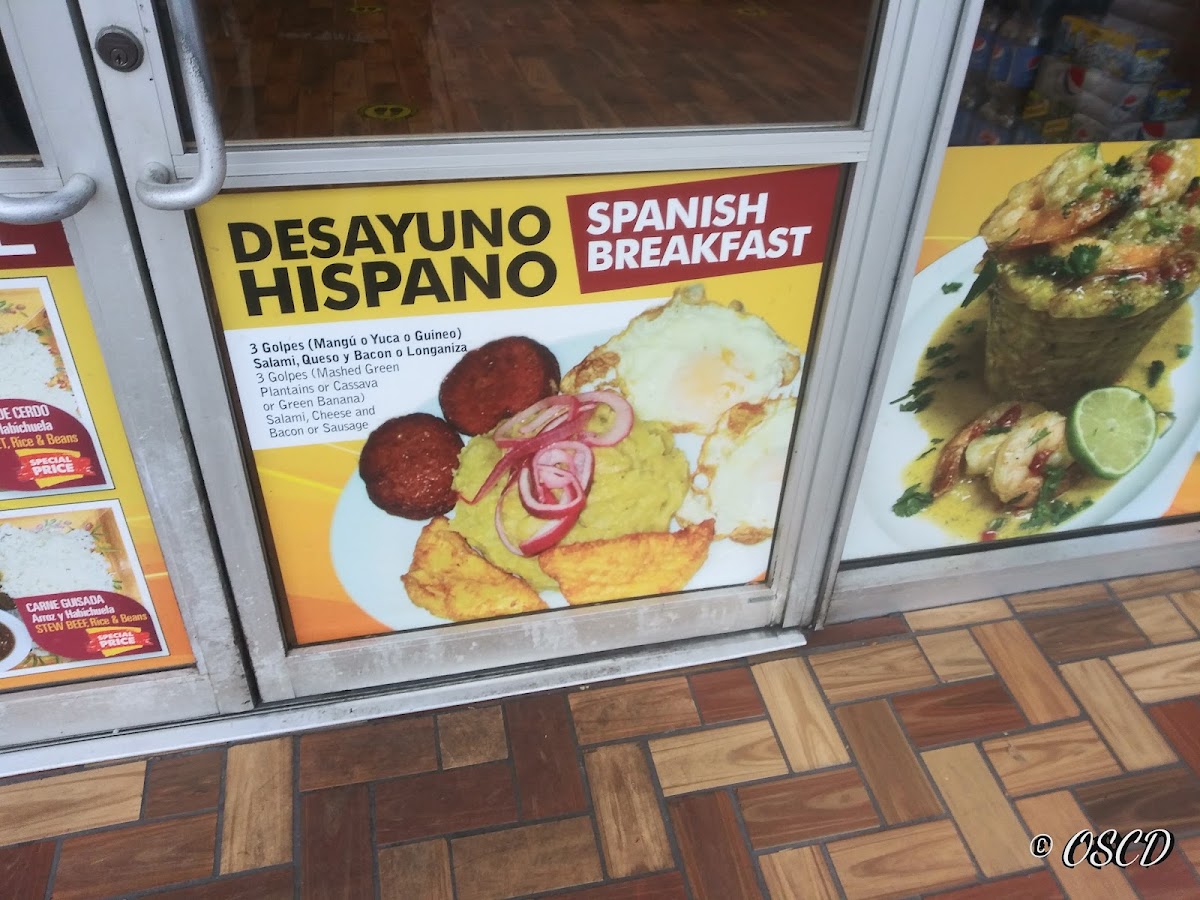 DESAYUNO
HISPANO
SPANISH
BREAKFAST
3 Golpes (Mangú o Yuca o Guineo)
Salami, Queso y Bacon o Longaniza
3 Golpes (Mashed Green
Plantains or Cassava
or Green Banana)
Salami, Cheese and
Bacon or Sausage
DE CERDO
Habichuela
Rice & Beans
SPECIAL
PRICE
CARNE GUISADA
Arroz y Habichuela
STEW BEEF, Rice & Beans
SPECIAL
PRICE
© OSCD